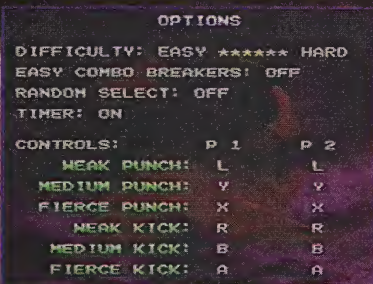 OPTIONS
DIFFICULTY: EASY ****** HARD
EASY COMBO BREAKERS: OFF
RANDOM SELECT: OFF
TIMER: ON
CONTROLS: P 1 P 2
WEAK PUNCH: L L
MEDIUM PUNCH: Y Y
FIERCE PUNCH: X X
WEAK KICK: R R
MEDIUM KICK: B B
FIERCE KICK: A A